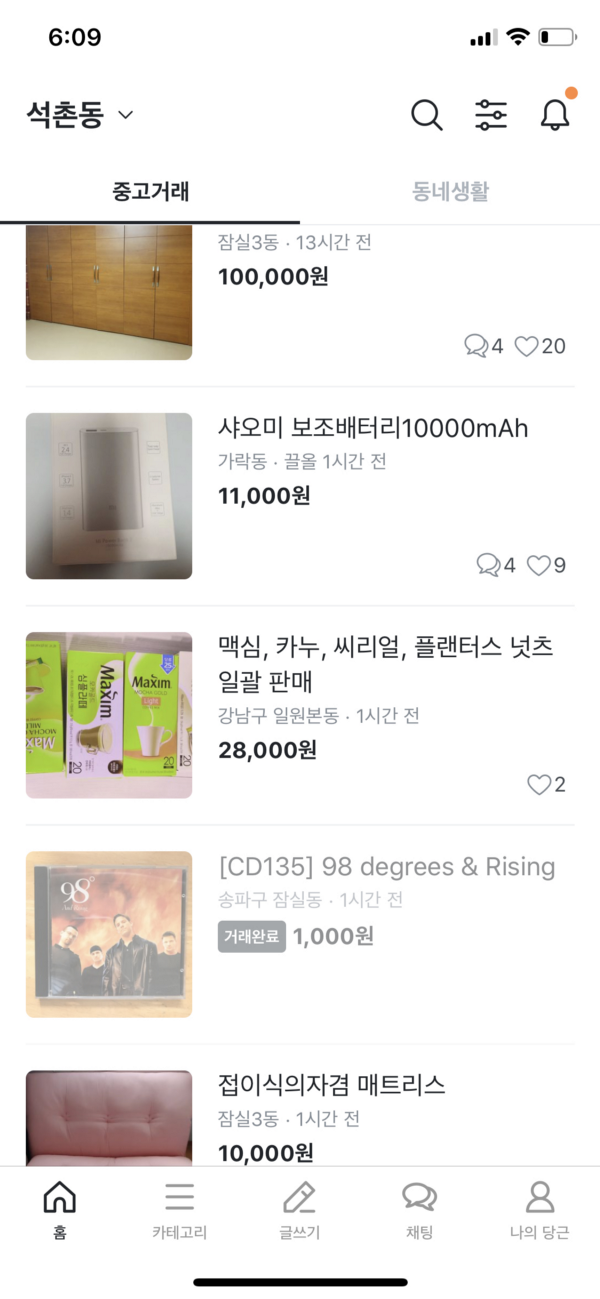 6:09
석촌동
중고거래
동네생활
잠실3동 · 13시간 전
100,000원
4 20
샤오미 보조배터리10000mAh
가락동 · 끌올 1시간 전
11,000원
4 9
맥심, 카누, 씨리얼, 플랜터스 넛츠
일괄 판매
강남구 일원본동 · 1시간 전
28,000원
2
Maxim
Maxim
MOCHA GOLD
Light
20
20
Maxim
[CD135] 98 degrees & Rising
송파구 잠실동 · 1시간 전
거래완료 1,000원
98°
접이식의자겸 매트리스
잠실3동 · 1시간 전
10,000원
홈
카테고리
글쓰기
채팅
나의 당근